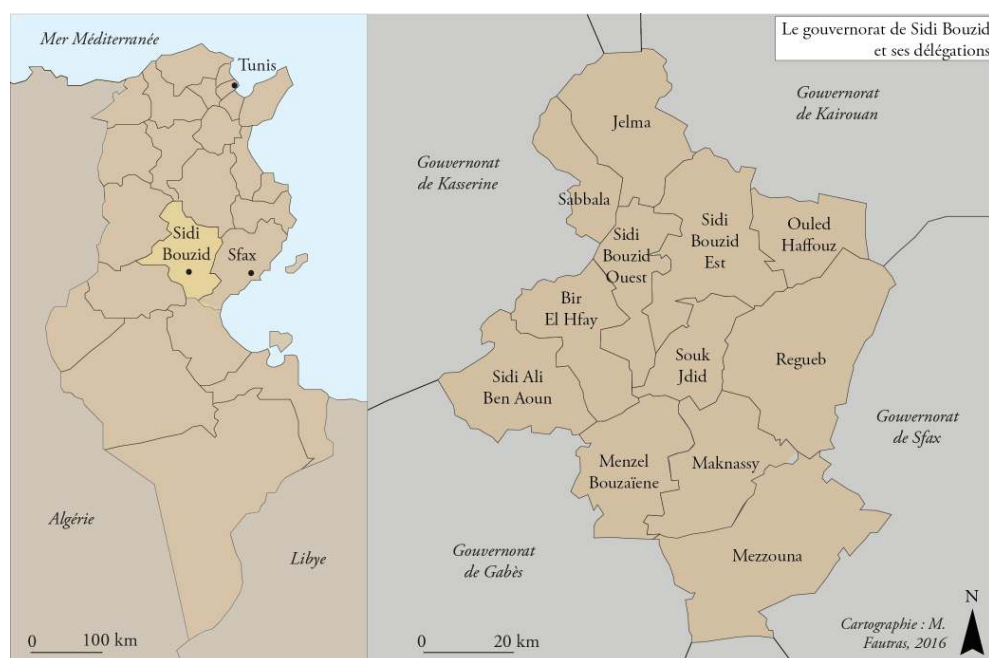 Mer Méditerranée
Tunis
Sidi
Bouzid
Sfax
Algérie
Libye
0 100 km
Le gouvernorat de Sidi Bouzid
et ses délégations
Gouvernorat
de Kairouan
Gouvernorat
de Kasserine
Jelma
Sabbala
Sidi
Bouzid
Ouest
Sidi
Bouzid
Est
Ouled
Haffouz
Bir
El Hfay
Sidi Ali
Ben Aoun
Souk
Jdid
Regueb
Gouvernorat
de Sfax
Menzel
Bouzaïene
Maknassy
Mezzouna
Gouvernorat
de Gabès
0 20 km
Cartographie : M.
Fautras, 2016
N